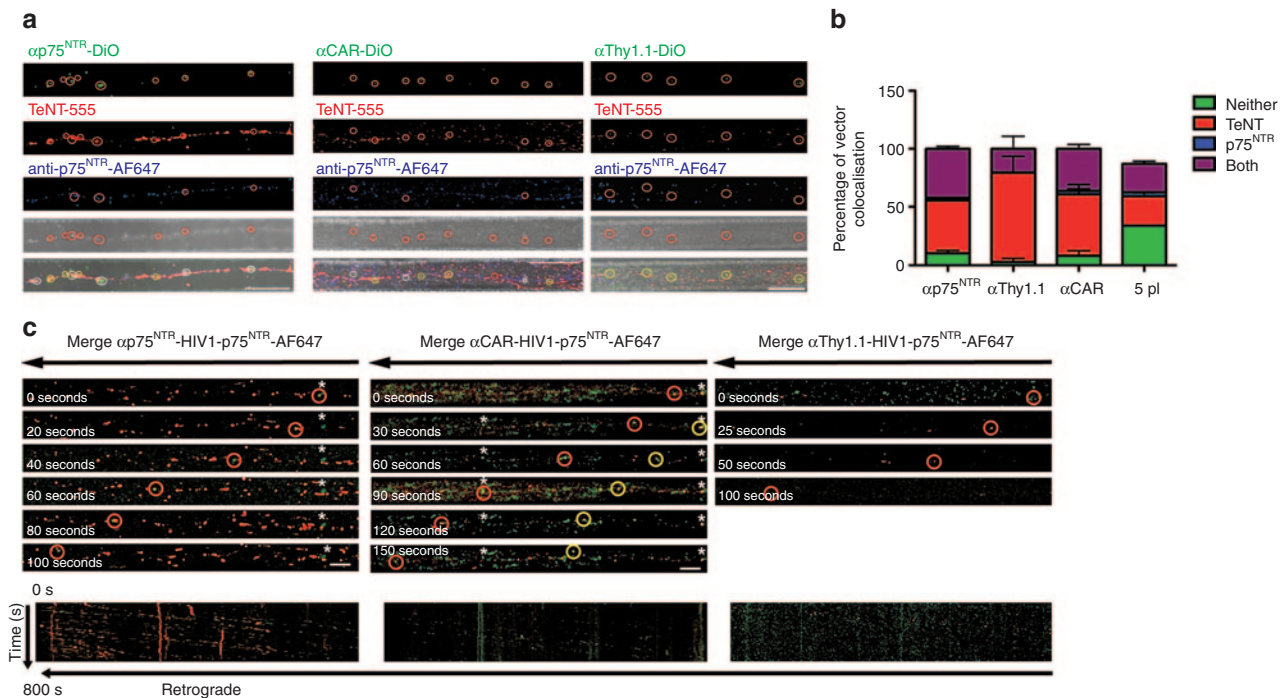 a
αp75NTR-DiO
αCAR-DiO
αThy1.1-DiO
TeNT-555
TeNT-555
TeNT-555
anti-p75NTR-AF647
anti-p75NTR-AF647
anti-p75NTR-AF647
b
Percentage of vector
colocalisation
150
100
50
0
αp75NTR
αThy1.1
αCAR
5 pl
Neither
TeNT
p75NTR
Both
c
Merge αp75NTR-HIV1-p75NTR-AF647
0 seconds
20 seconds
40 seconds
60 seconds
80 seconds
100 seconds
Merge αCAR-HIV1-p75NTR-AF647
0 seconds
30 seconds
60 seconds
90 seconds
120 seconds
150 seconds
Merge αThy1.1-HIV1-p75NTR-AF647
0 seconds
25 seconds
50 seconds
100 seconds
0 s
Time (s)
800 s
Retrograde